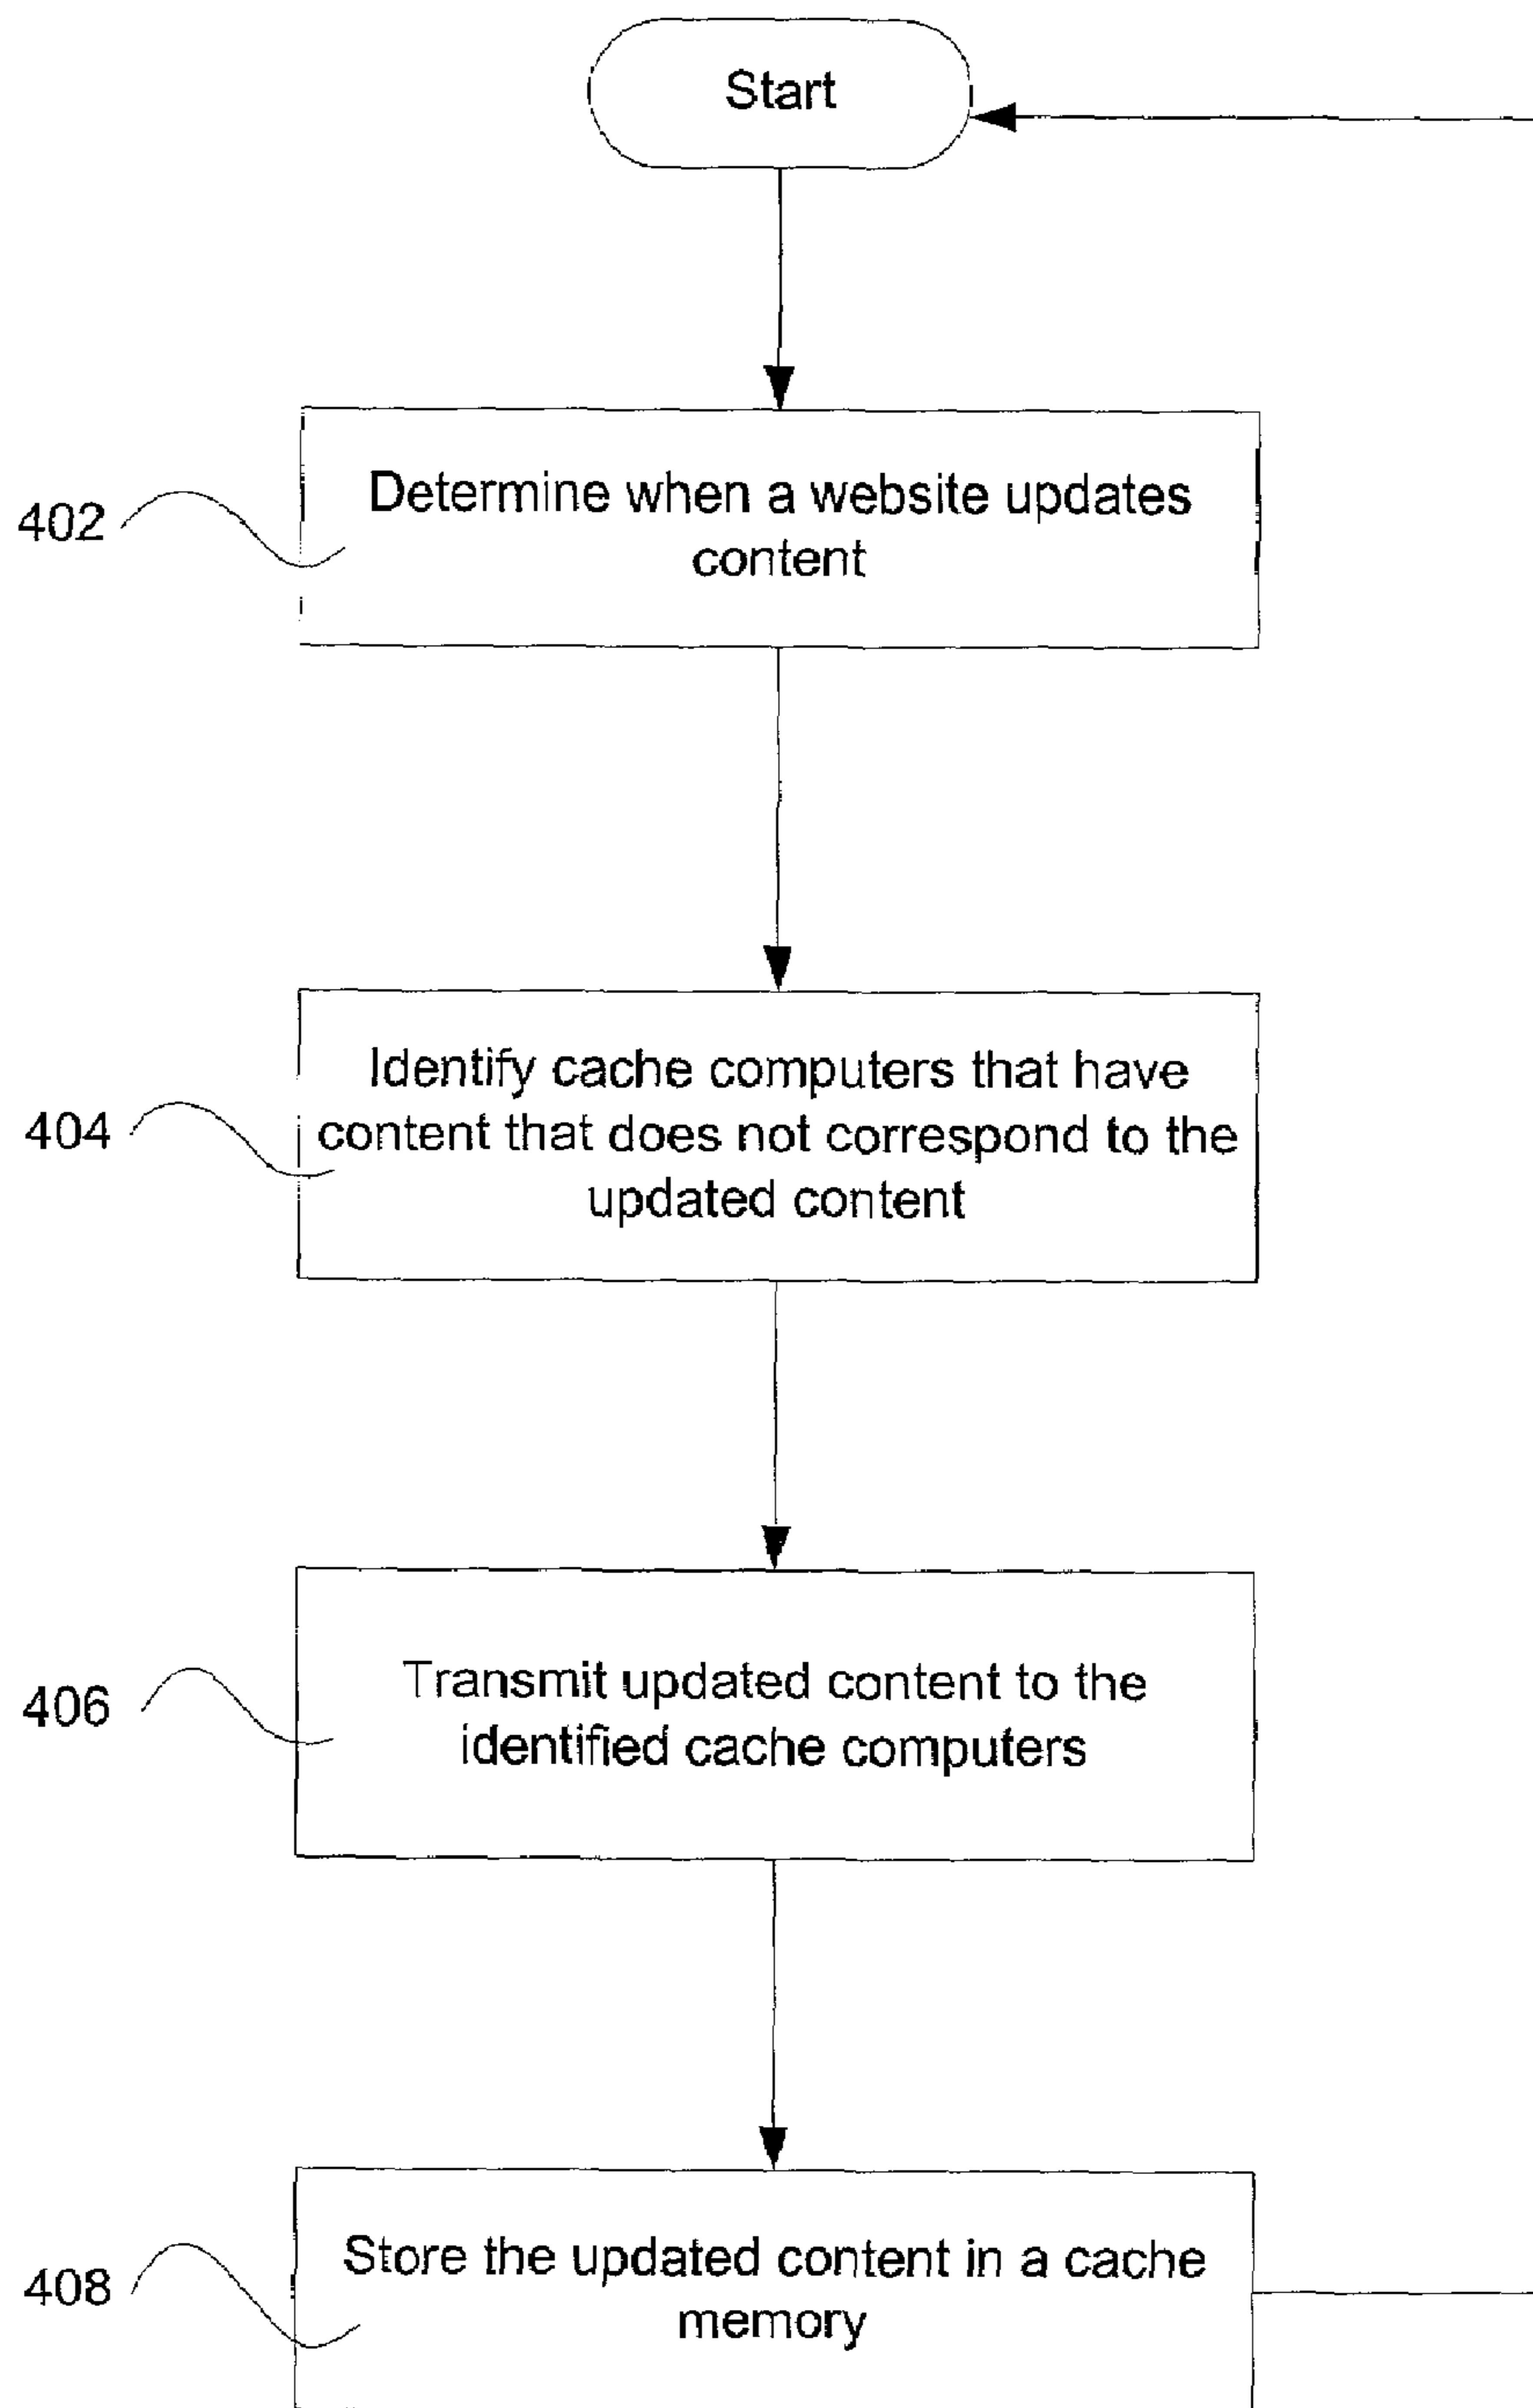 Start
402
Determine when a website updates
content
404
Identify cache computers that have
content that does not correspond to the
updated content
406
Transmit updated content to the
identified cache computers
408
Store the updated content in a cache
memory